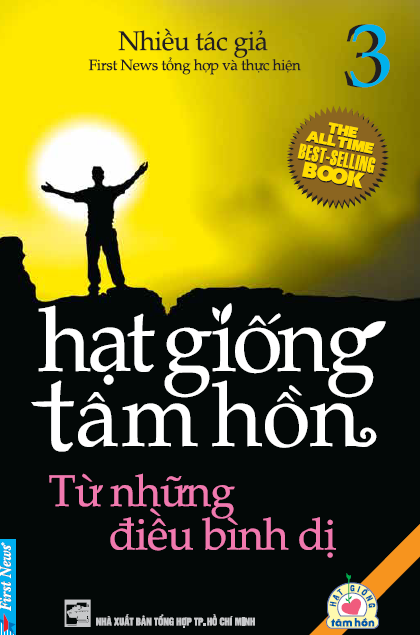 Nhiều tác giả
First News tổng hợp và thực hiện
3
THE
ALL TIME
BEST-SELLING
BOOK
hạt giống
tâm hồn
Từ những
điều bình dị
First News
NHÀ XUẤT BẢN TỔNG HỢP TP. HỒ CHÍ MINH
HẠT GIỐNG
tâm hồn